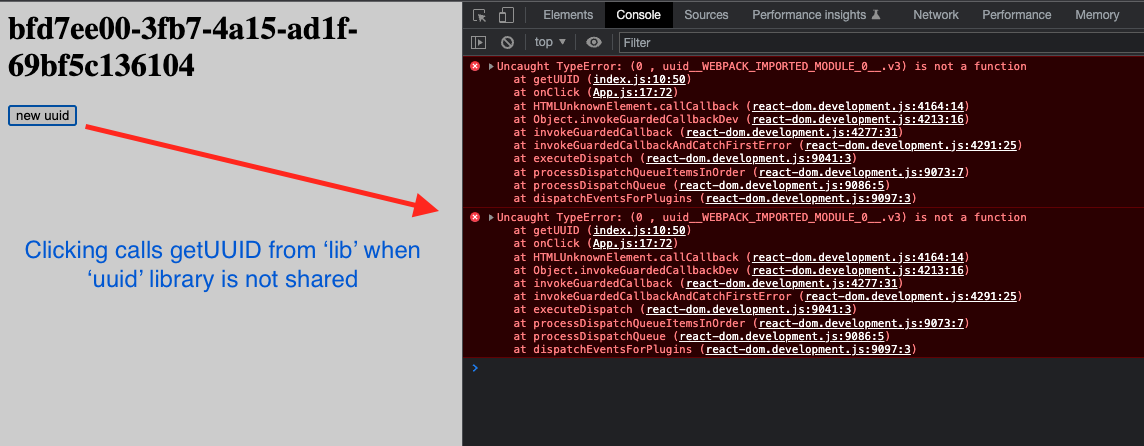 bfd7ee00-3fb7-4a15-ad1f-
69bf5c136104
new uuid
Clicking calls getUUID from ‘lib’ when
‘uuid’ library is not shared
Elements Console Sources Performance insights Network Performance Memory
top Filter
Uncaught TypeError: (0 , uuid__WEBPACK_IMPORTED_MODULE_0__.v3) is not a function
at getUUID (index.js:10:50)
at onClick (App.js:17:72)
at HTMLUnknownElement.callCallback (react-dom.development.js:4164:14)
at Object.invokeGuardedCallbackDev (react-dom.development.js:4213:16)
at invokeGuardedCallback (react-dom.development.js:4277:31)
at invokeGuardedCallbackAndCatchFirstError (react-dom.development.js:4291:25)
at executeDispatch (react-dom.development.js:9041:3)
at processDispatchQueueItemsInOrder (react-dom.development.js:9073:7)
at processDispatchQueue (react-dom.development.js:9086:5)
at dispatchEventsForPlugins (react-dom.development.js:9097:3)
Uncaught TypeError: (0 , uuid__WEBPACK_IMPORTED_MODULE_0__.v3) is not a function
at getUUID (index.js:10:50)
at onClick (App.js:17:72)
at HTMLUnknownElement.callCallback (react-dom.development.js:4164:14)
at Object.invokeGuardedCallbackDev (react-dom.development.js:4213:16)
at invokeGuardedCallback (react-dom.development.js:4277:31)
at invokeGuardedCallbackAndCatchFirstError (react-dom.development.js:4291:25)
at executeDispatch (react-dom.development.js:9041:3)
at processDispatchQueueItemsInOrder (react-dom.development.js:9073:7)
at processDispatchQueue (react-dom.development.js:9086:5)
at dispatchEventsForPlugins (react-dom.development.js:9097:3)